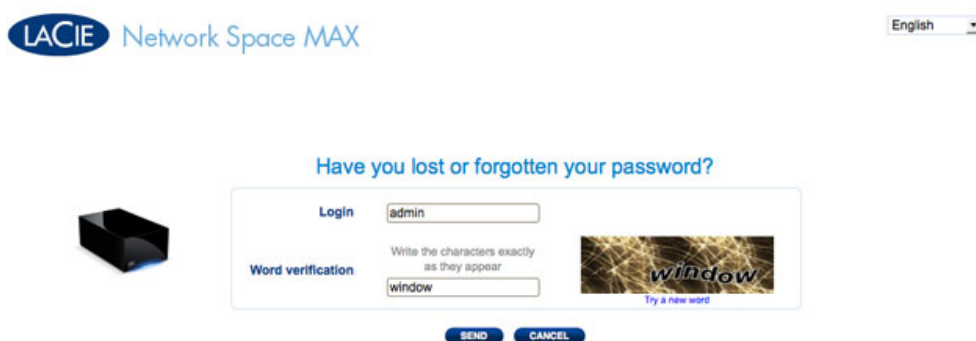 LACIE Network Space MAX
English
Have you lost or forgotten your password?
Login
admin
Write the characters exactly
as they appear
Word verification
window
window
Try a new word
SEND CANCEL